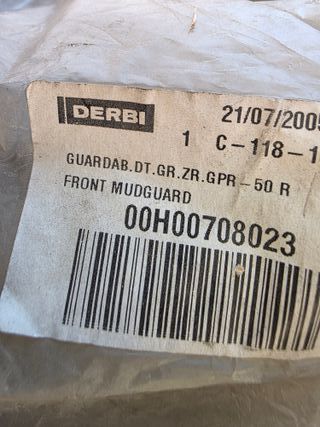 DERBI
21/07/2005
1 C-118-1
GUARDAB.DT.GR.ZR.GPR-50 R
FRONT MUDGUARD
00H00708023